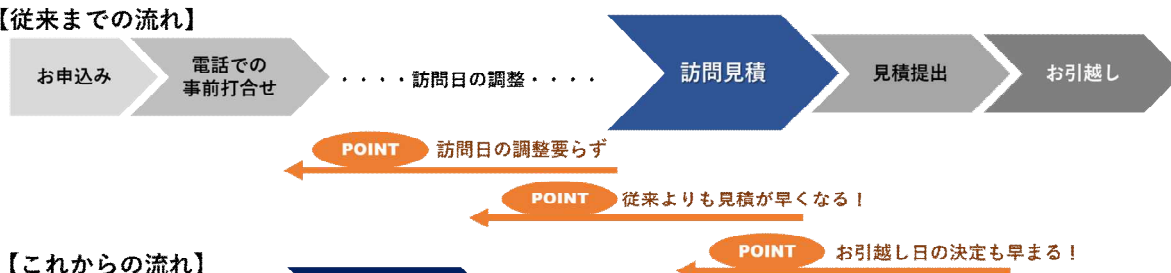 【従来までの流れ】
お申込み
電話での
事前打合せ
・・・・訪問日の調整・・・・
訪問見積
見積提出
お引越し
POINT 訪問日の調整要らず
POINT 従来よりも見積が早くなる！
POINT お引越し日の決定も早まる！
【これからの流れ】